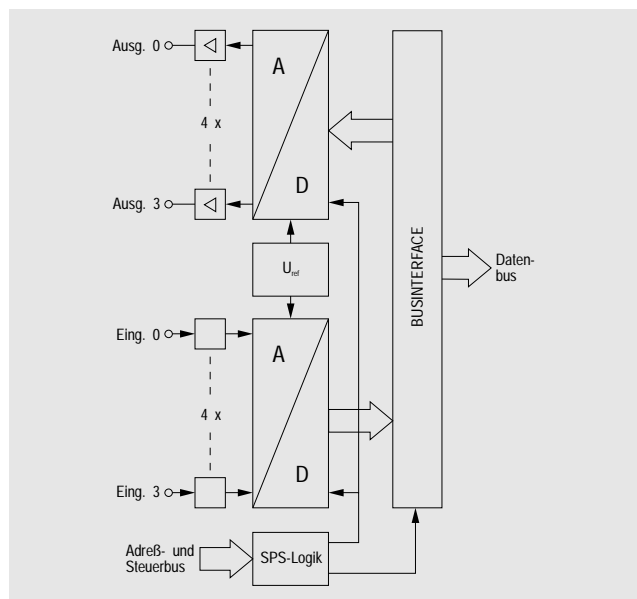 Ausg. 0
A
4 x
D
Ausg. 3
U_ref
BUSINTERFACE
Daten-
bus
Eing. 0
A
4 x
D
Eing. 3
Adreß- und
Steuerbus
SPS-Logik